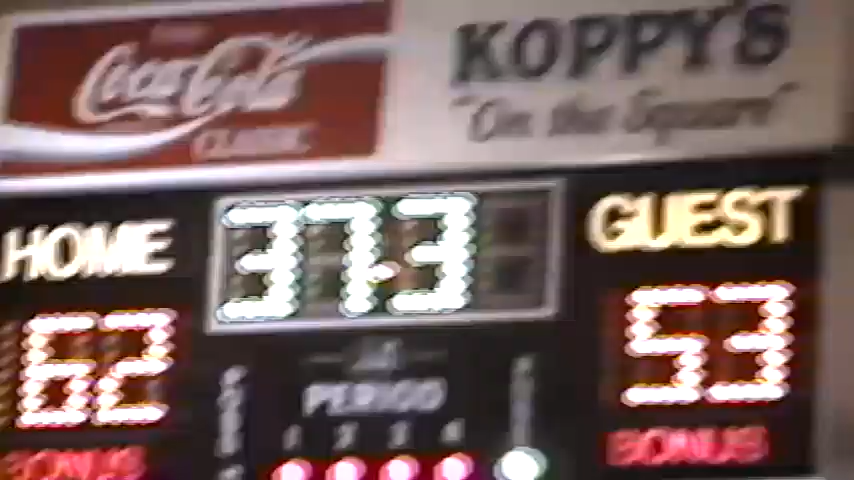 Coca-Cola
CLASSIC
KOPPY'S
"On the Square"
HOME
37.3
GUEST
62
53
PERIOD
1 2 3 4
BONUS
BONUS